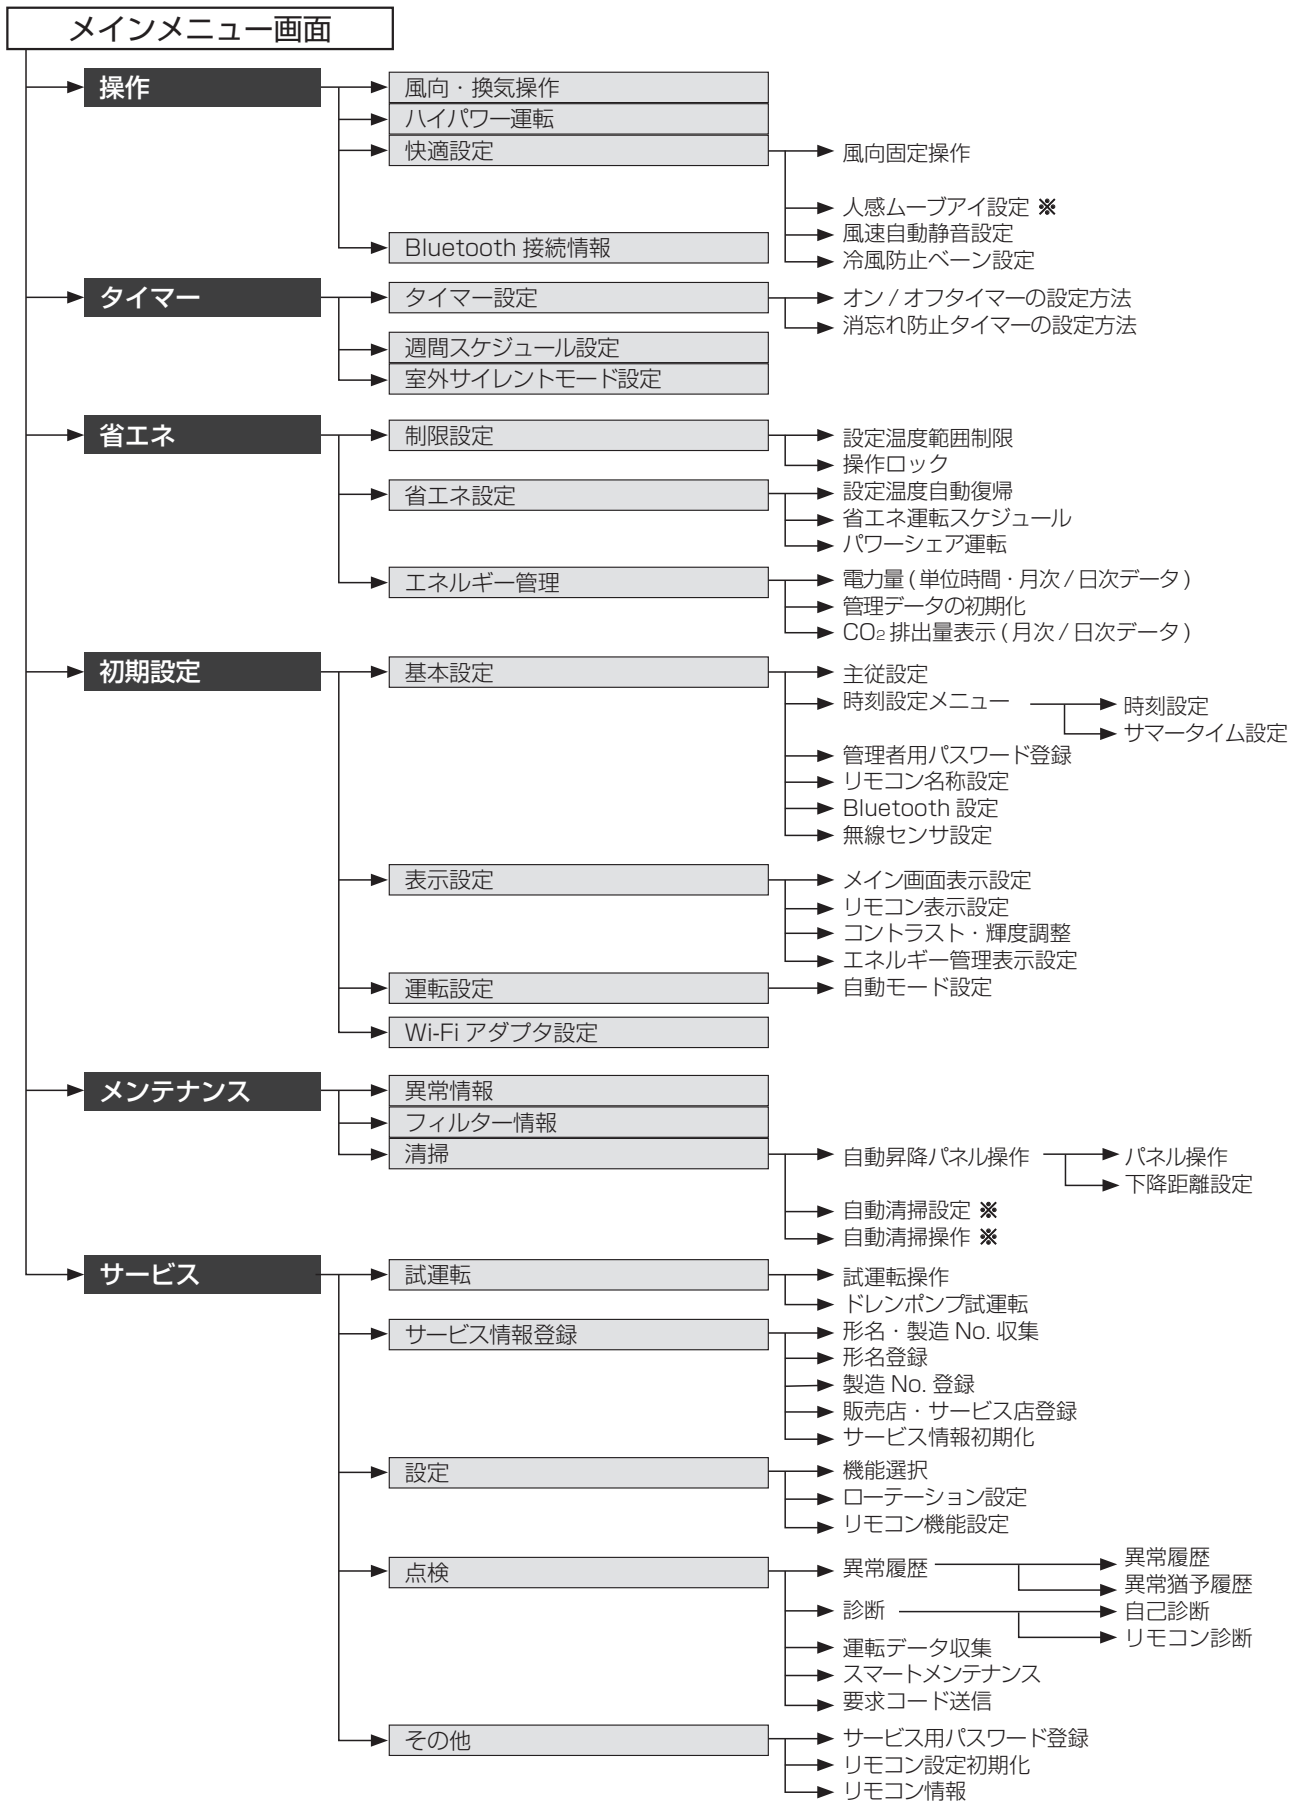 メインメニュー画面
操作
風向・換気操作
ハイパワー運転
快適設定
風向固定操作
人感ムーブアイ設定 ※
風速自動静音設定
冷風防止ベーン設定
Bluetooth 接続情報
タイマー
タイマー設定
オン / オフタイマーの設定方法
消忘れ防止タイマーの設定方法
週間スケジュール設定
室外サイレントモード設定
省エネ
制限設定
設定温度範囲制限
操作ロック
省エネ設定
設定温度自動復帰
省エネ運転スケジュール
パワーシェア運転
エネルギー管理
電力量 ( 単位時間・月次 / 日次データ )
管理データの初期化
CO₂ 排出量表示 ( 月次 / 日次データ )
初期設定
基本設定
主従設定
時刻設定メニュー
時刻設定
サマータイム設定
管理者用パスワード登録
リモコン名称設定
Bluetooth 設定
無線センサ設定
表示設定
メイン画面表示設定
リモコン表示設定
コントラスト・輝度調整
エネルギー管理表示設定
運転設定
自動モード設定
Wi-Fi アダプタ設定
メンテナンス
異常情報
フィルター情報
清掃
自動昇降パネル操作
パネル操作
下降距離設定
自動清掃設定 ※
自動清掃操作 ※
サービス
試運転
試運転操作
ドレンポンプ試運転
サービス情報登録
形名・製造 No. 収集
形名登録
製造 No. 登録
販売店・サービス店登録
サービス情報初期化
設定
機能選択
ローテーション設定
リモコン機能設定
点検
異常履歴
異常履歴
異常猶予履歴
診断
自己診断
リモコン診断
運転データ収集
スマートメンテナンス
要求コード送信
その他
サービス用パスワード登録
リモコン設定初期化
リモコン情報